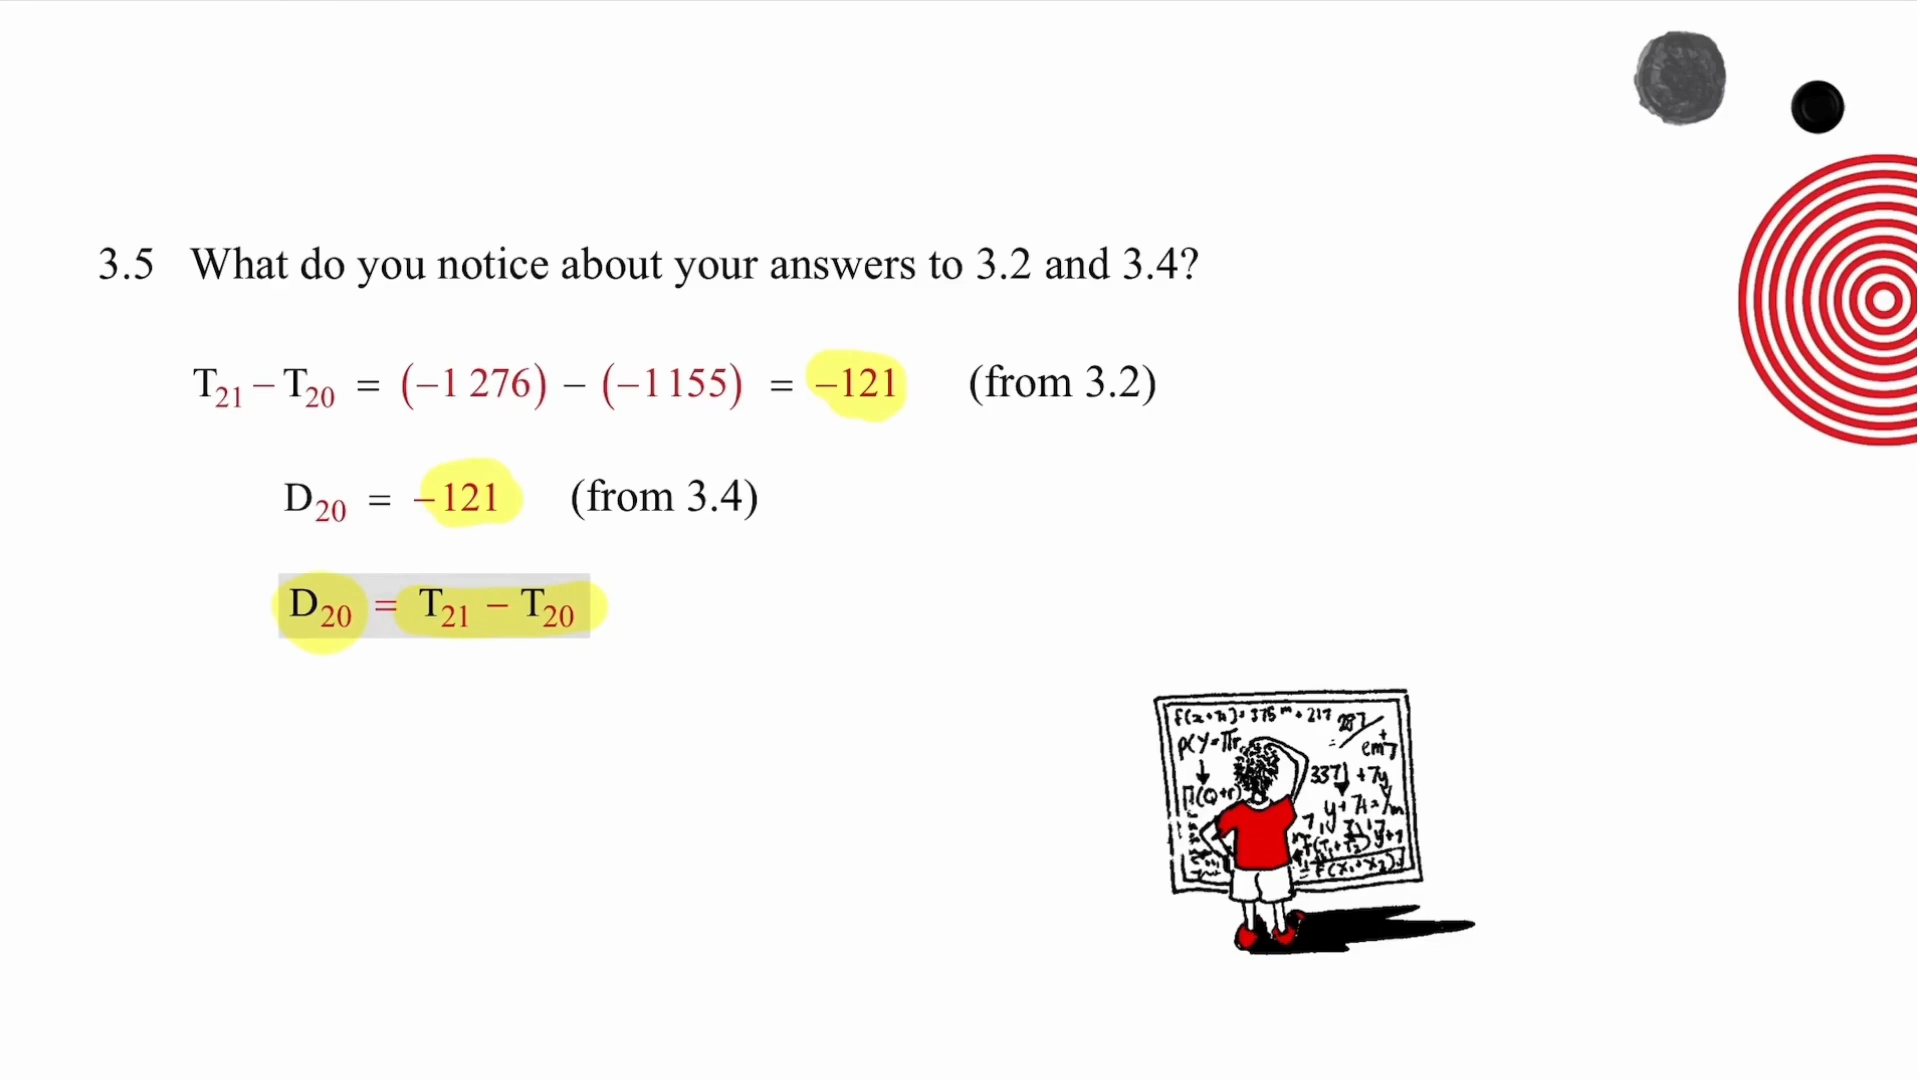 3.5 What do you notice about your answers to 3.2 and 3.4?
T21 – T20 = (–1 276) – (–1 155) = –121 (from 3.2)
D20 = –121 (from 3.4)
D20 = T21 – T20